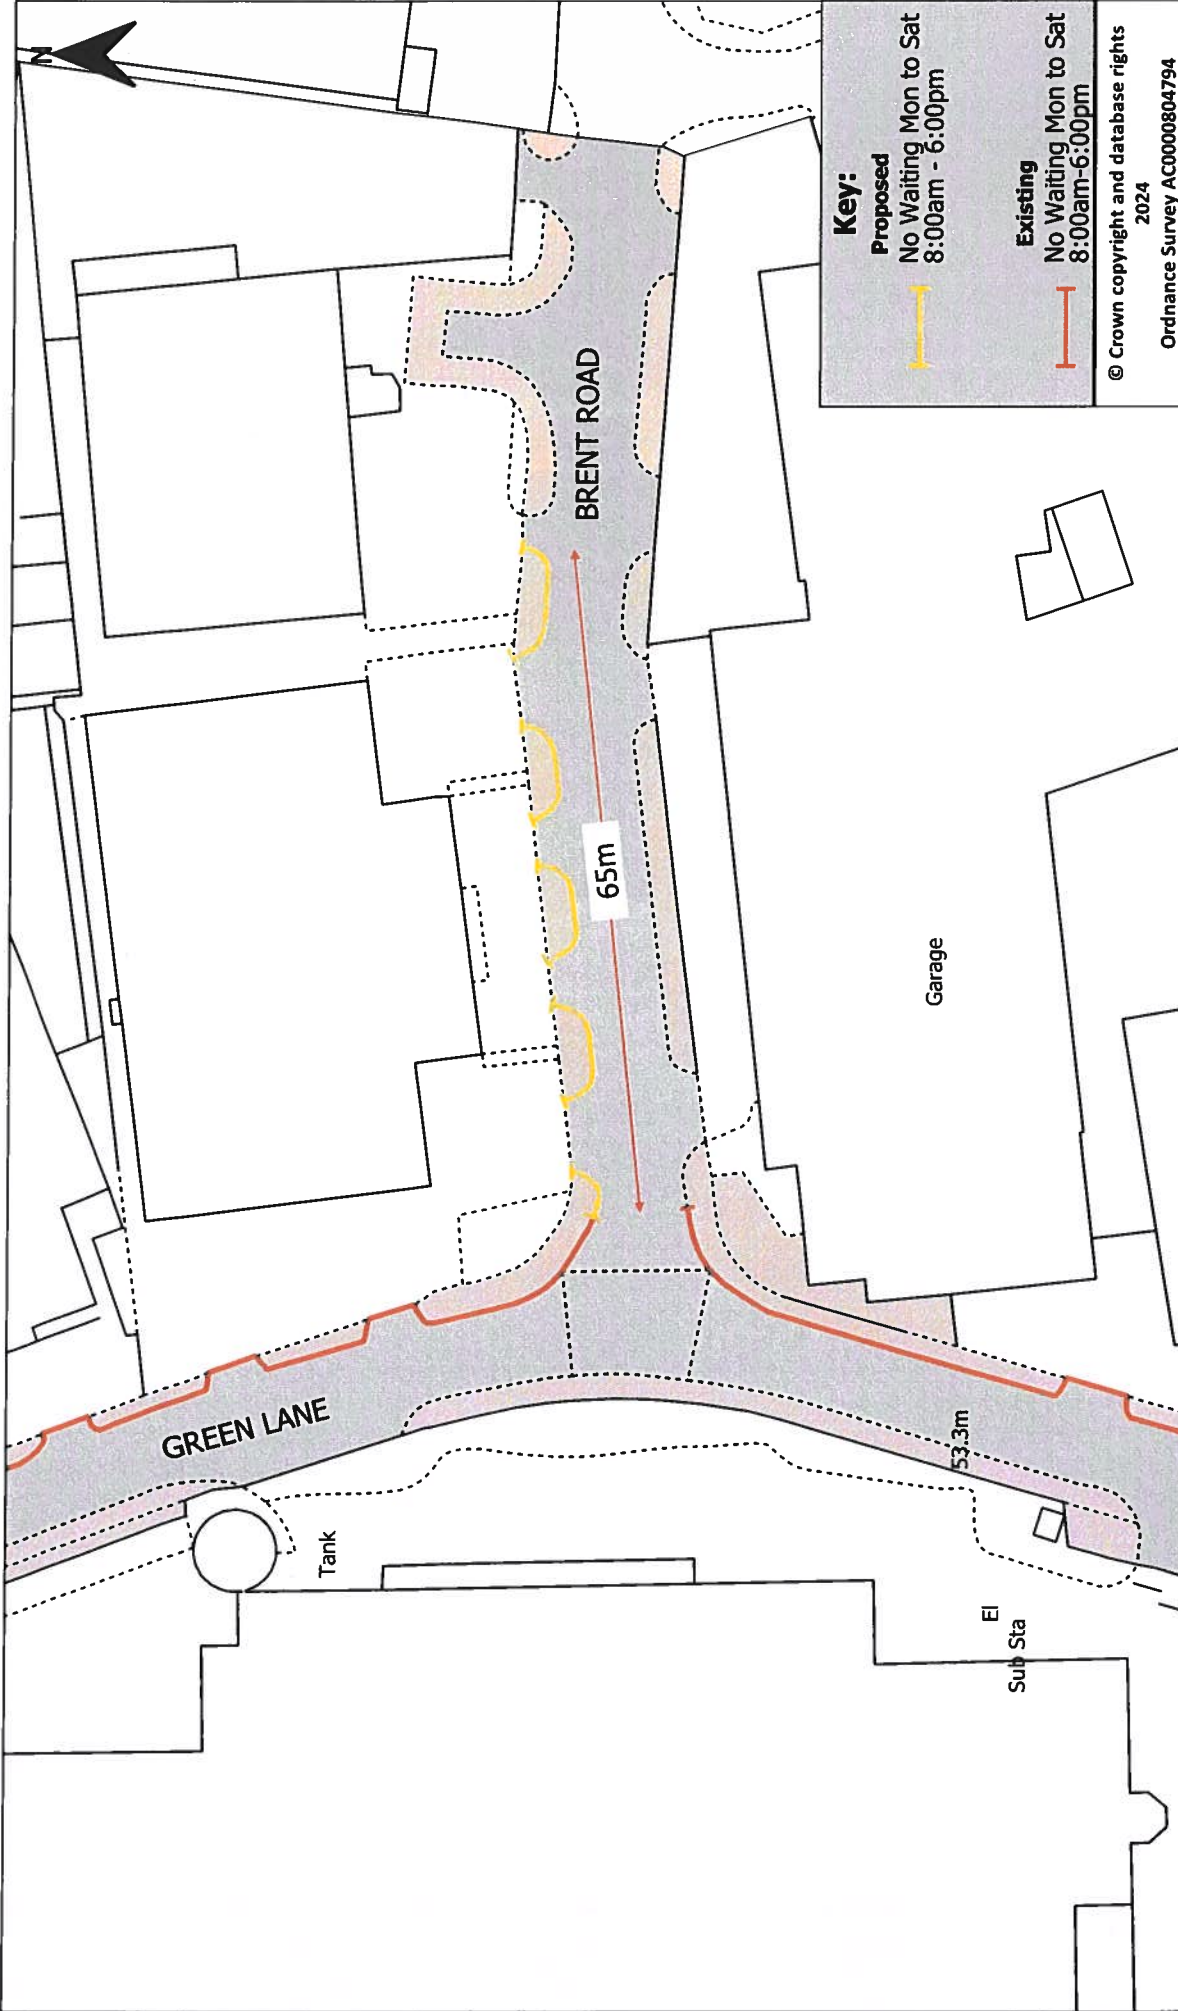 N
GREEN LANE
BRENT ROAD
65m
Garage
53.3m
Tank
El
Sub Sta
Key:
Proposed
No Waiting Mon to Sat
8:00am - 6:00pm
Existing
No Waiting Mon to Sat
8:00am-6:00pm
© Crown copyright and database rights
2024
Ordnance Survey AC0000804794